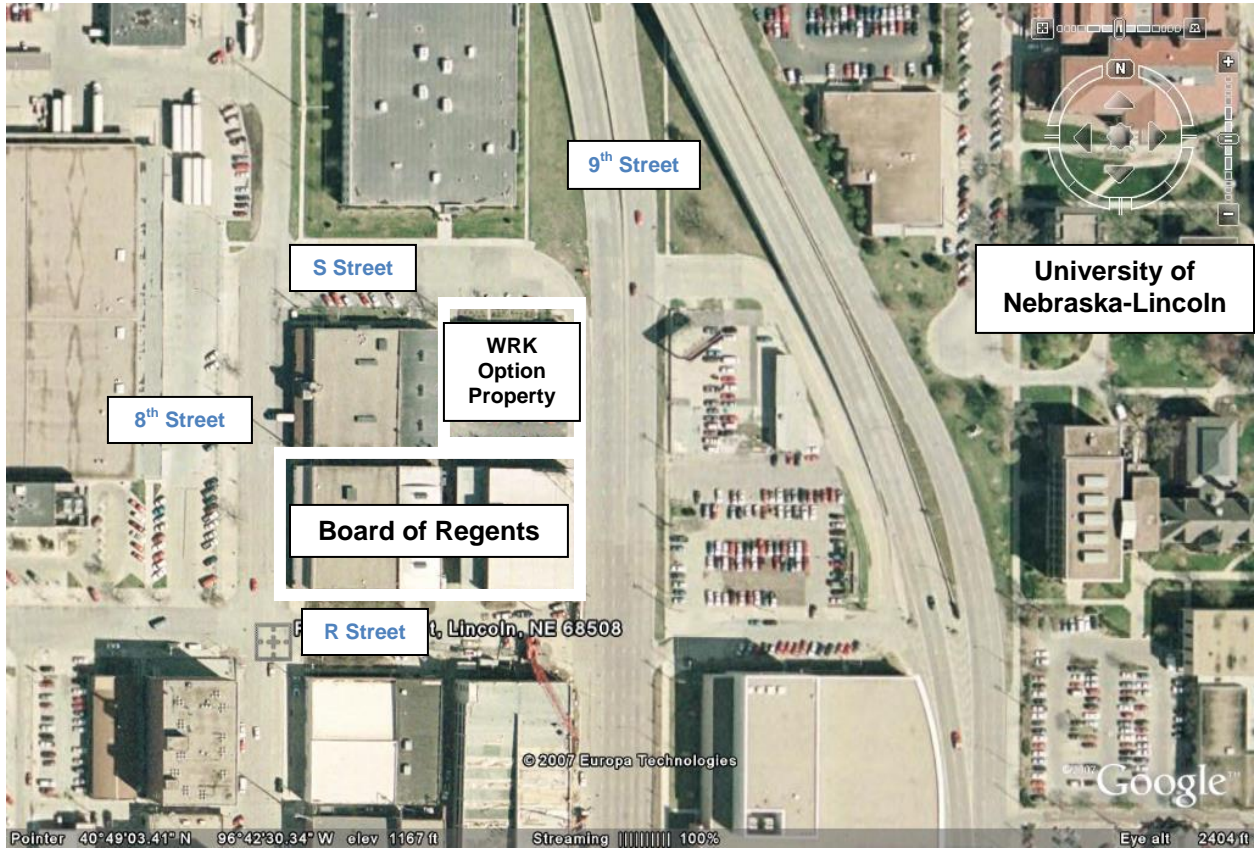 N
9th Street
S Street
University of
Nebraska-Lincoln
WRK
Option
Property
8th Street
Board of Regents
R Street
, Lincoln, NE 68508
© 2007 Europa Technologies
©2007 Google™
Pointer 40°49'03.41" N 96°42'30.34" W elev 1167 ft Streaming 100% Eye alt 2404 ft